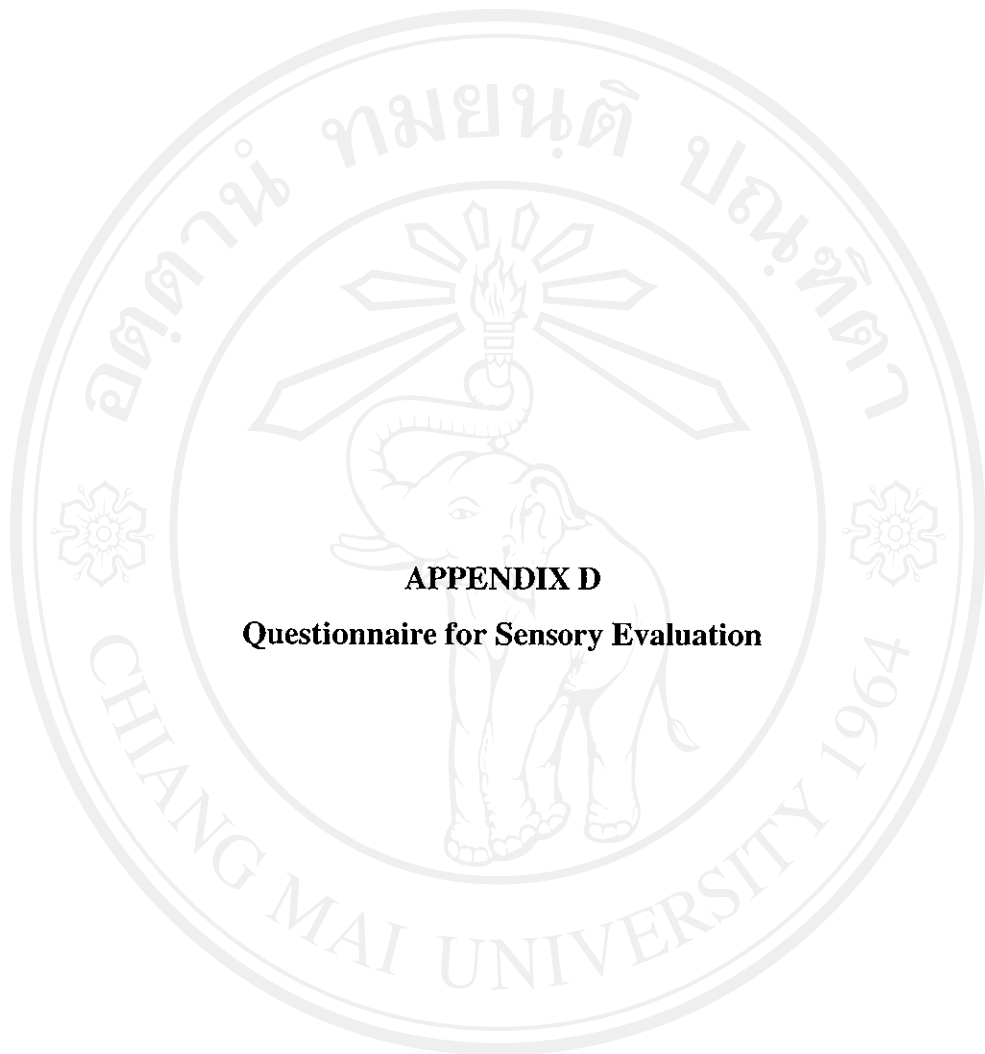 อตฺตานํ ทมยนฺติ ปณฺฑิตา
APPENDIX D
Questionnaire for Sensory Evaluation
CHIANG MAI UNIVERSITY 1964